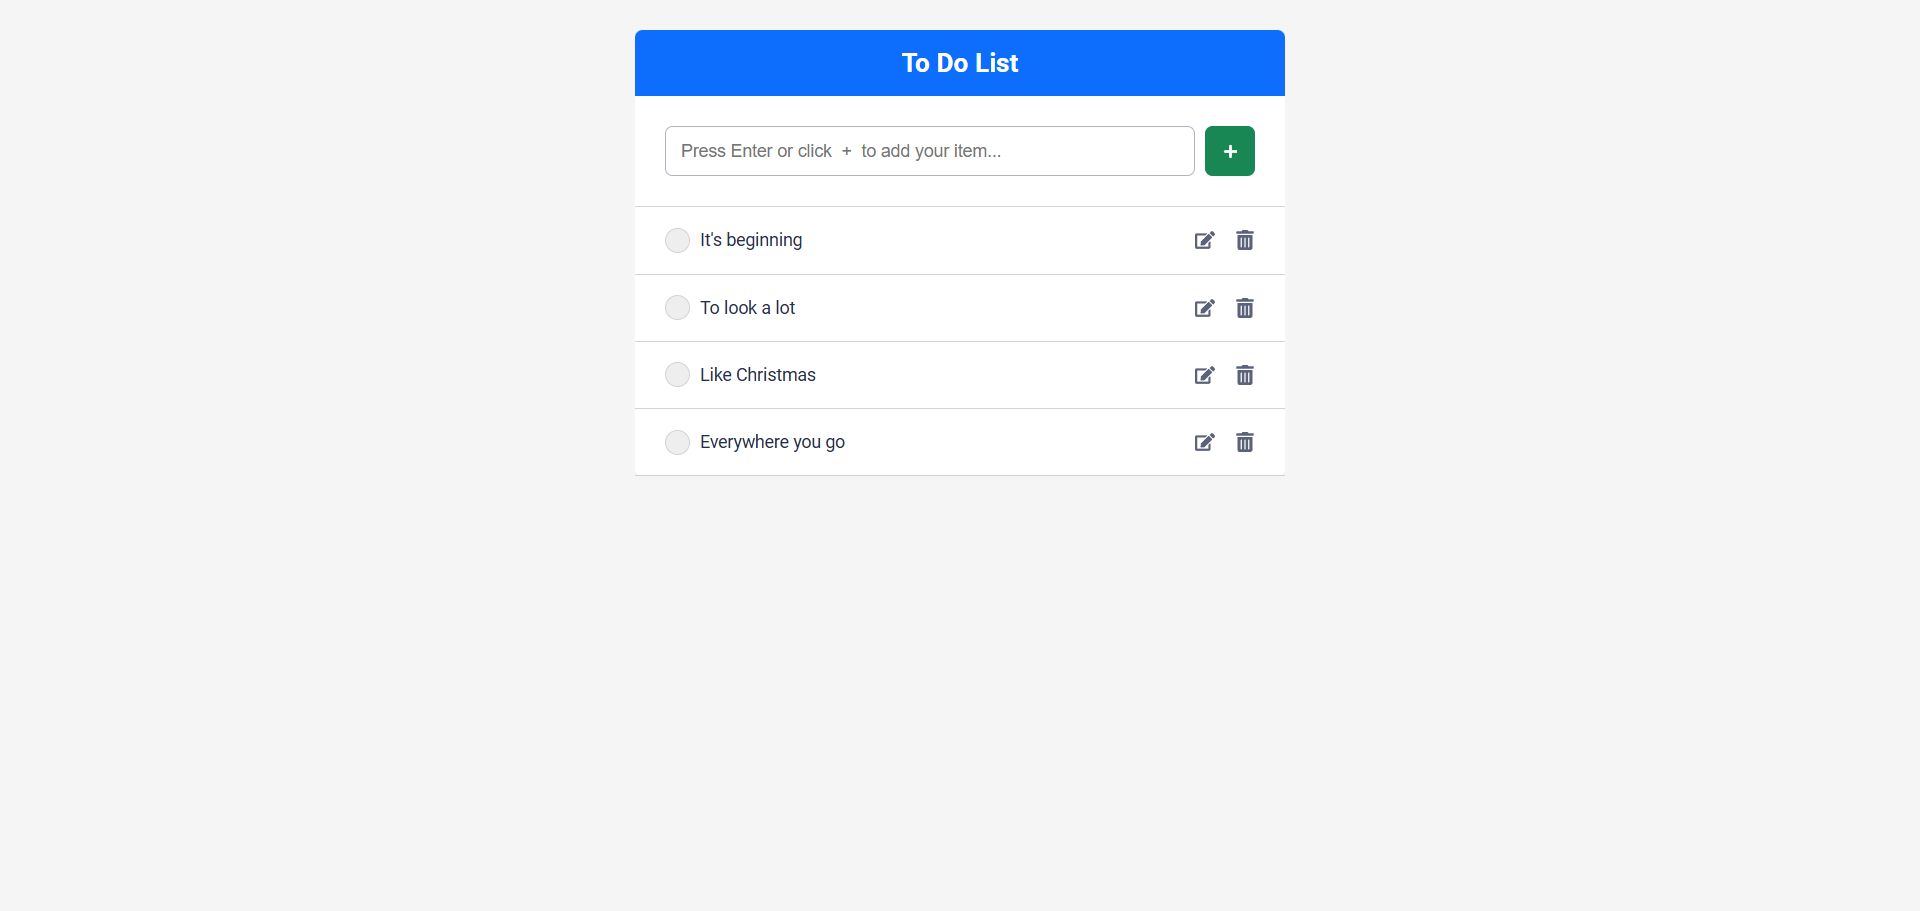 To Do List
Press Enter or click + to add your item...
+
It's beginning
To look a lot
Like Christmas
Everywhere you go